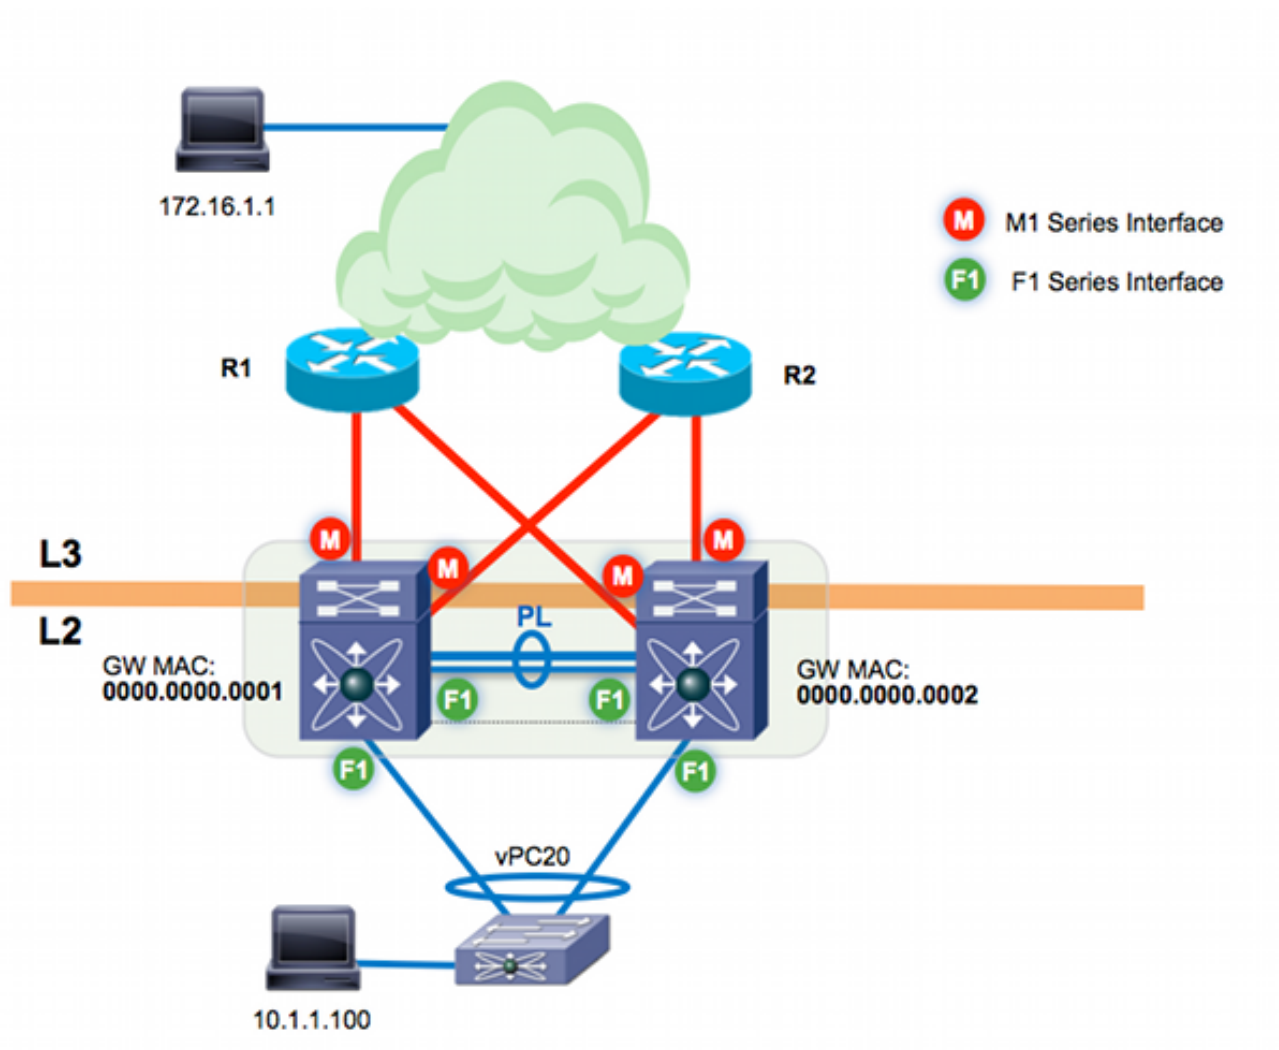 172.16.1.1
M
M1 Series Interface
F1
F1 Series Interface
R1
R2
M
M
M
M
L3
L2
PL
GW MAC:
0000.0000.0001
GW MAC:
0000.0000.0002
F1
F1
F1
F1
vPC20
10.1.1.100